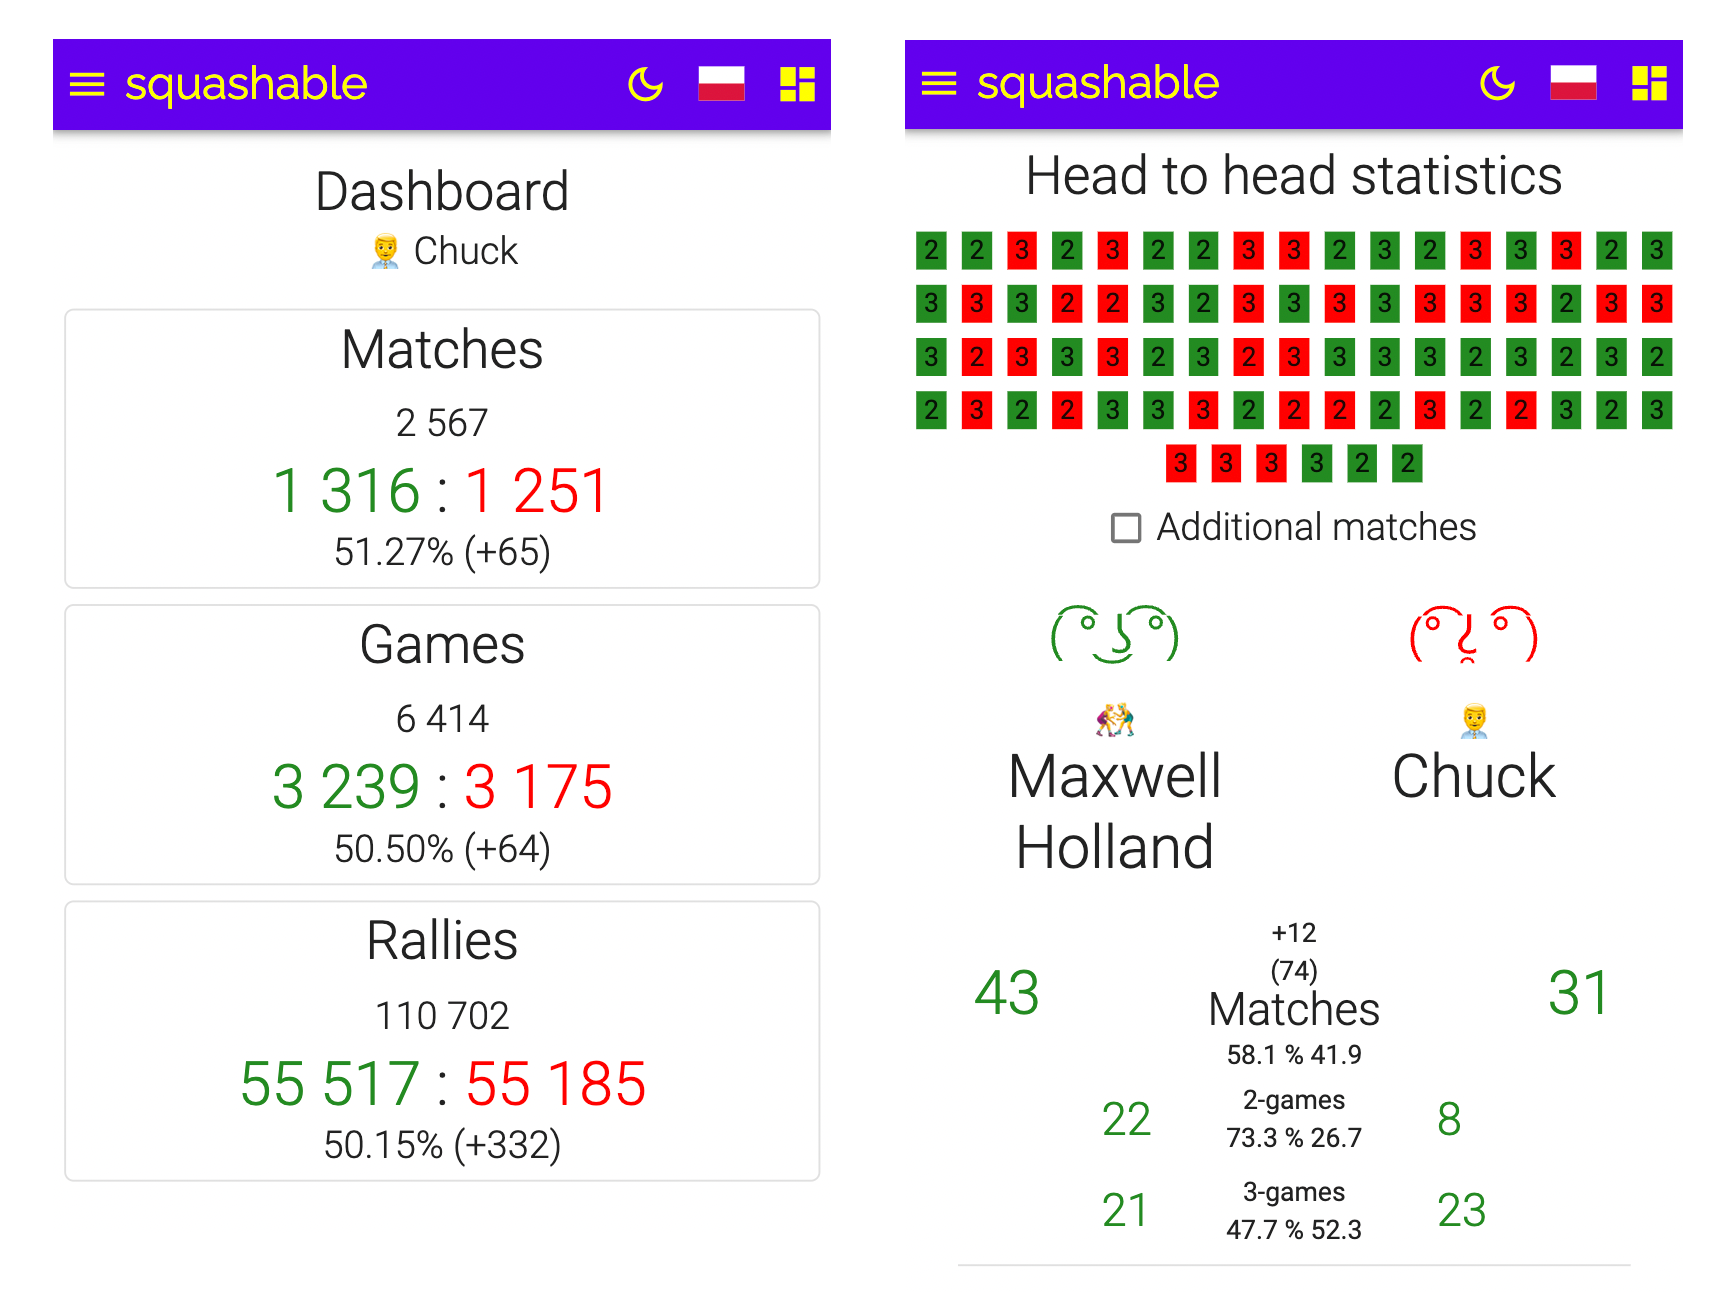 squashable
Dashboard
Chuck
Matches
2 567
1 316 : 1 251
51.27% (+65)
Games
6 414
3 239 : 3 175
50.50% (+64)
Rallies
110 702
55 517 : 55 185
50.15% (+332)
squashable
Head to head statistics
2 2 3 2 3 2 2 3 3 2 3 2 3 3 3 2 3
3 3 3 2 2 3 2 3 3 3 3 3 3 3 2 3 3
3 2 3 3 3 2 3 2 3 3 3 3 2 3 2 3 2
2 3 2 2 3 3 3 2 2 2 2 3 2 2 3 2 3
3 3 3 3 2 2
Additional matches
( ͡° ͜ʖ ͡°) ( ͡° ʖ̯ ͡°)
Maxwell Chuck
Holland
+12
(74)
43 Matches 31
58.1 % 41.9
22 2-games 8
73.3 % 26.7
21 3-games 23
47.7 % 52.3